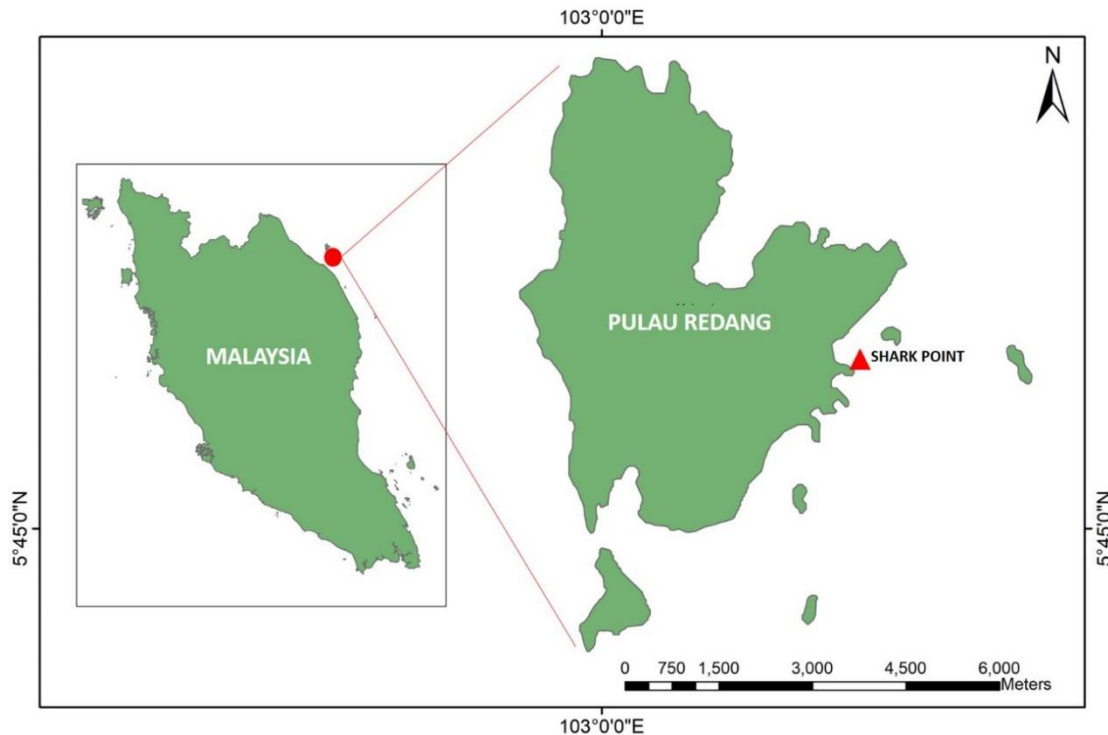 103°0'0"E
N
MALAYSIA
PULAU REDANG
SHARK POINT
5°45'0"N
5°45'0"N
0 750 1,500 3,000 4,500 6,000
Meters
103°0'0"E